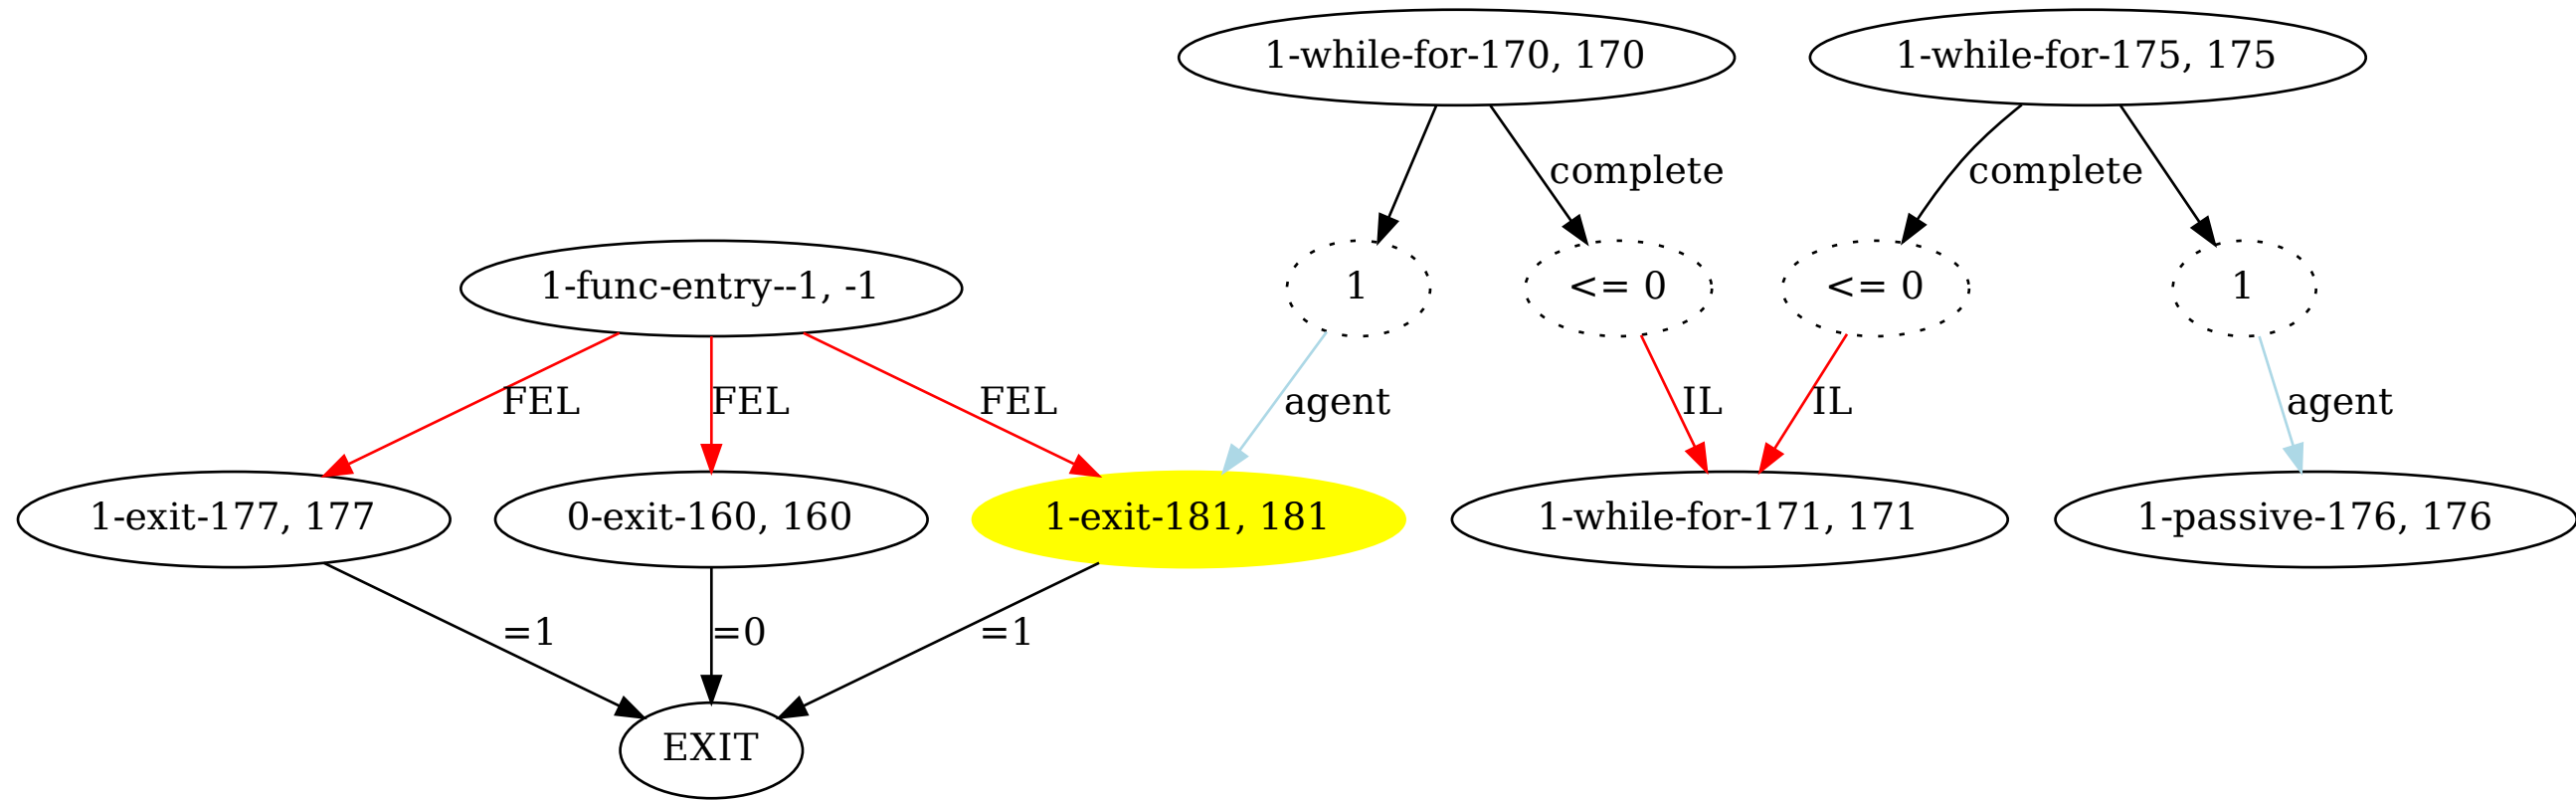 1-while-for-170, 170
1-while-for-175, 175
complete
complete
1-func-entry--1, -1
1
<= 0
<= 0
1
FEL
FEL
FEL
agent
IL
IL
agent
1-exit-177, 177
0-exit-160, 160
1-exit-181, 181
1-while-for-171, 171
1-passive-176, 176
=1
=0
=1
EXIT